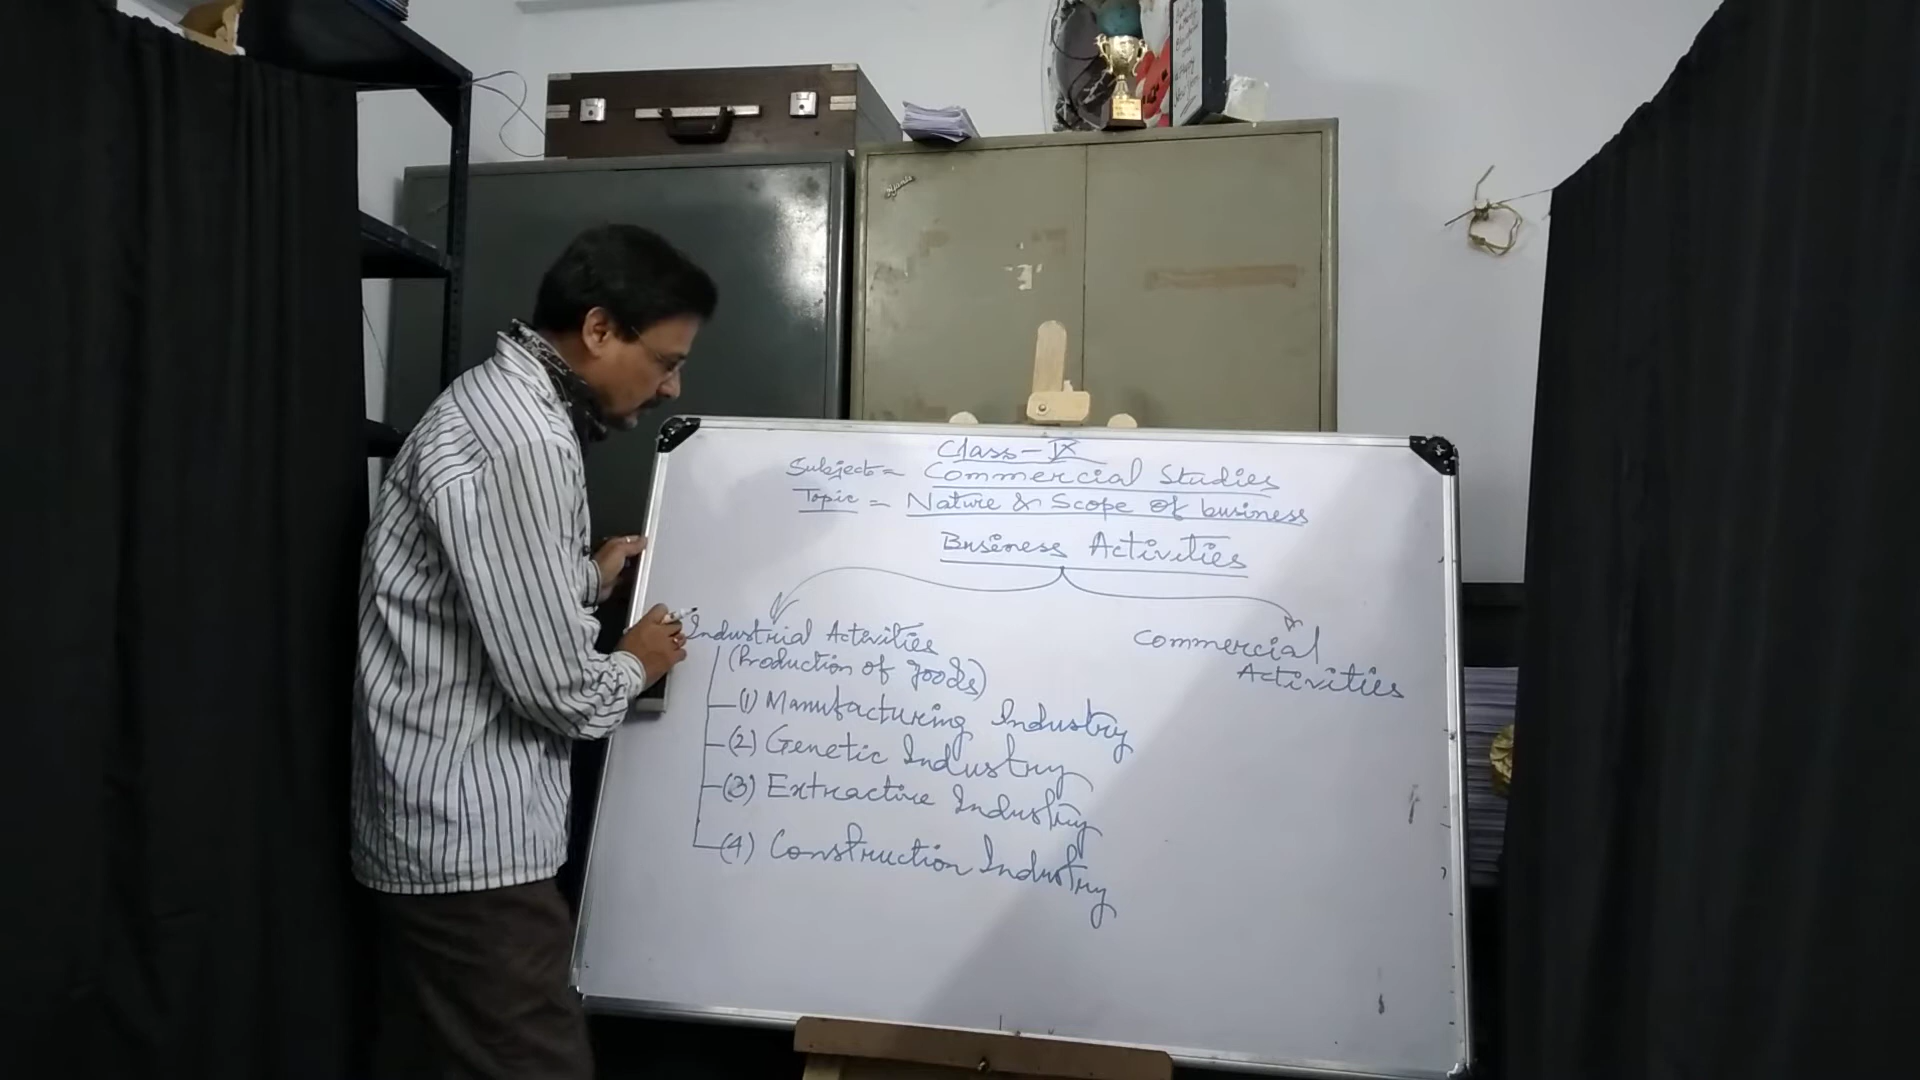 Class-IX
Subject = Commercial Studies
Topic = Nature & Scope of business
Business Activities
Industrial Activities
(Production of goods)
(1) Manufacturing Industry
(2) Genetic Industry
(3) Extractive Industry
(4) Construction Industry
Commercial
Activities